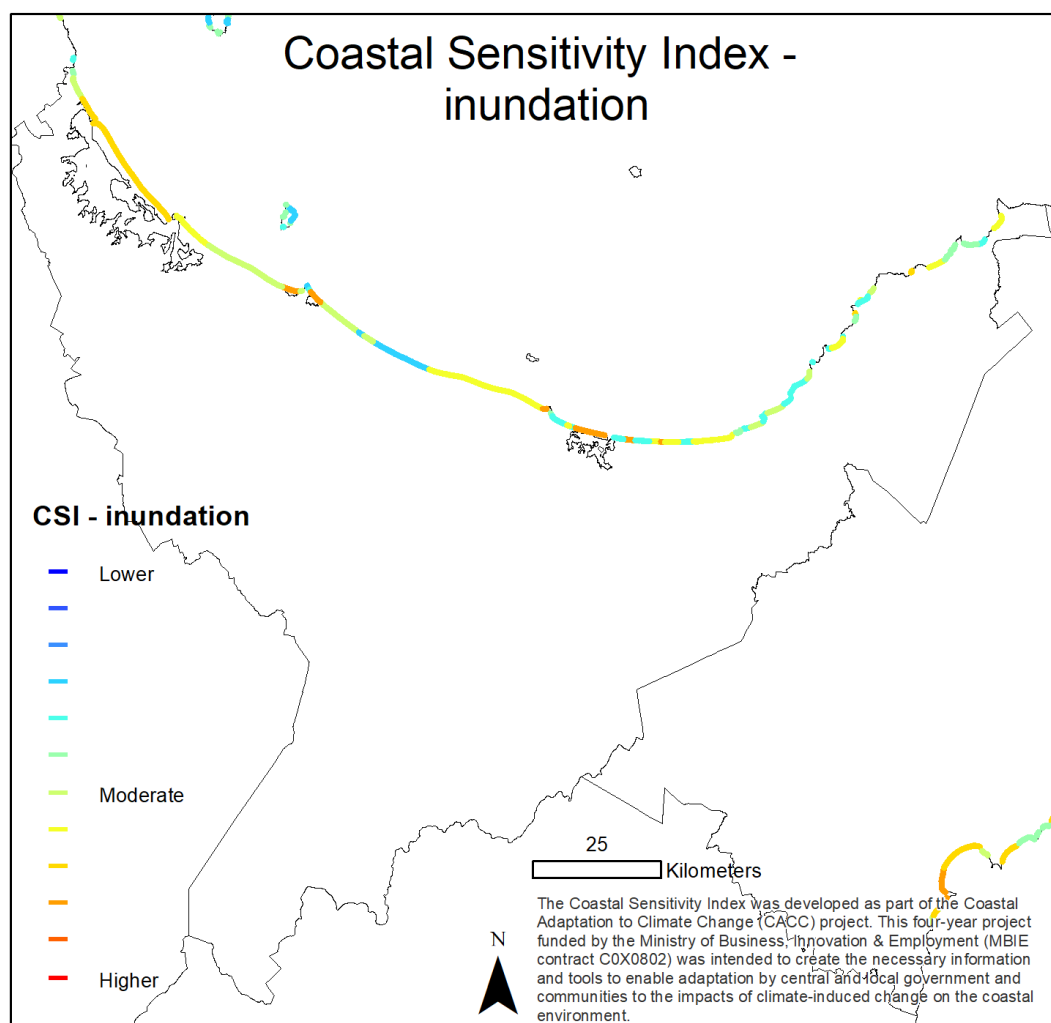 Coastal Sensitivity Index -
inundation
CSI - inundation
Lower
Moderate
Higher
25
Kilometers
N
The Coastal Sensitivity Index was developed as part of the Coastal
Adaptation to Climate Change (CACC) project. This four-year project
funded by the Ministry of Business, Innovation & Employment (MBIE
contract C0X0802) was intended to create the necessary information
and tools to enable adaptation by central and local government and
communities to the impacts of climate-induced change on the coastal
environment.